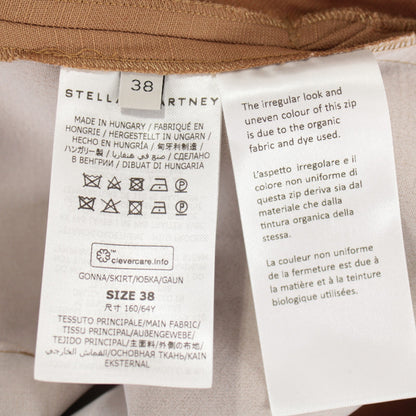 38
STELLA McCARTNEY
MADE IN HUNGARY / FABRIQUÉ EN
HONGRIE / HERGESTELLT IN UNGARN /
HECHO EN HUNGRÍA / 匈牙利製造 /
ハンガリー製 / صنع في هنغاريا / СДЕЛАНО
В ВЕНГРИИ / DIBUAT DI HUNGARIA
clevercare.info
GONNA/SKIRT/ЮБКА/GAUN
SIZE 38
尺寸 160/64Y
TESSUTO PRINCIPALE/MAIN FABRIC/
TISSU PRINCIPAL/HAUPTGEWEBE/
TEJIDO PRINCIPAL/主面料/外側の布地/
القماش الخارجي/ОСНОВНАЯ ТКАНЬ/KAIN
EKSTERNAL
The irregular look and
uneven colour of this zip
is due to the organic
fabric and dye used.
L'aspetto irregolare e il
colore non uniforme di
questa zip deriva sia dal
materiale che dalla
tintura organica della
stessa.
La couleur non uniforme
de la fermeture est due à
la matière et à la teinture
biologique utilisées.